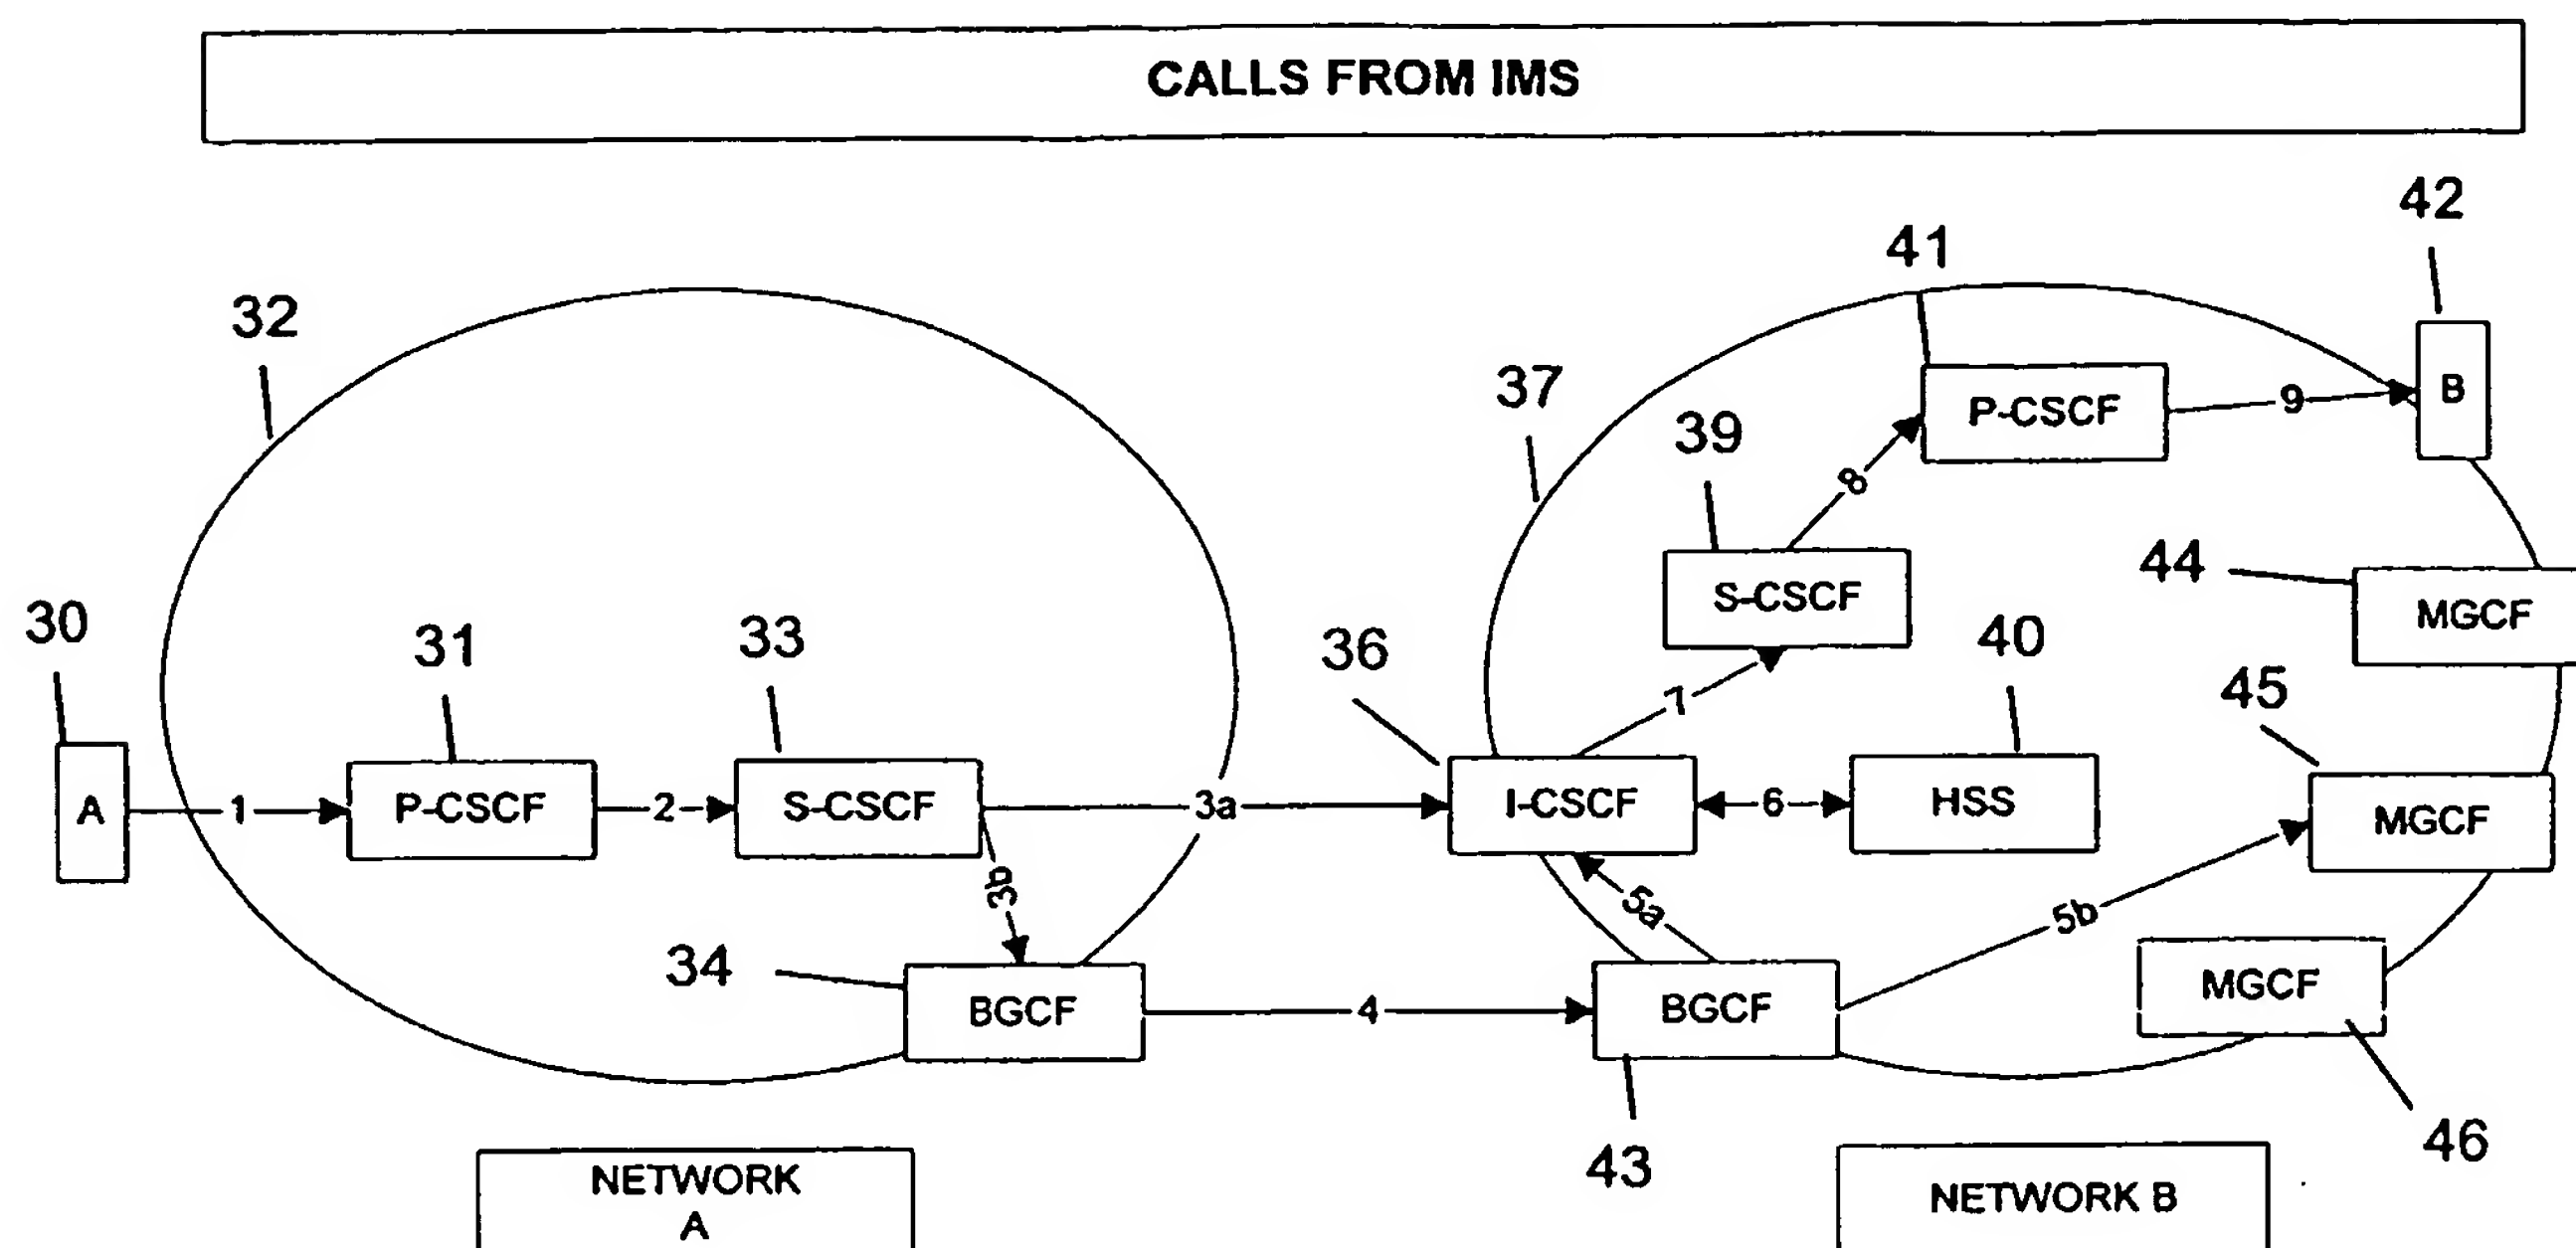 CALLS FROM IMS
42
41
32
37
P-CSCF
9
B
39
8
S-CSCF
44
MGCF
30
31
33
36
40
45
7
A
1
P-CSCF
2
S-CSCF
3a
I-CSCF
6
HSS
MGCF
3b
5a
5b
34
BGCF
4
BGCF
MGCF
43
46
NETWORK
A
NETWORK B